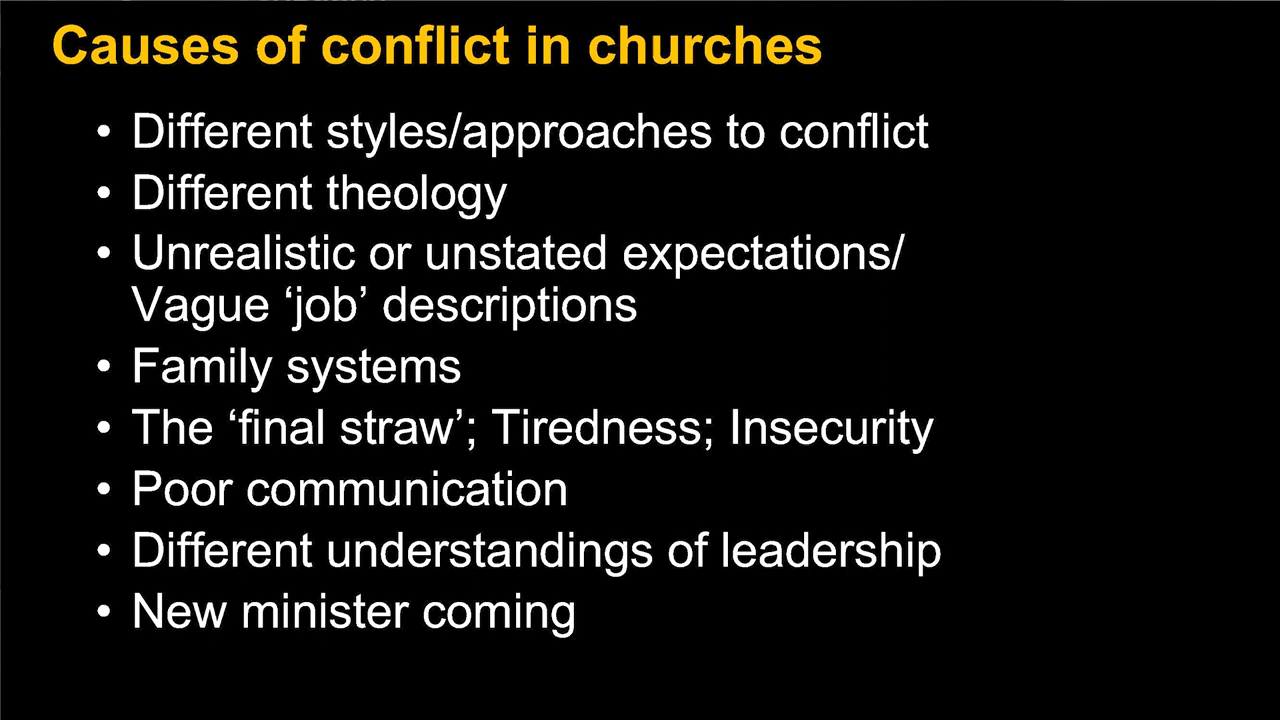 Causes of conflict in churches
• Different styles/approaches to conflict
• Different theology
• Unrealistic or unstated expectations/
Vague ‘job’ descriptions
• Family systems
• The ‘final straw’; Tiredness; Insecurity
• Poor communication
• Different understandings of leadership
• New minister coming